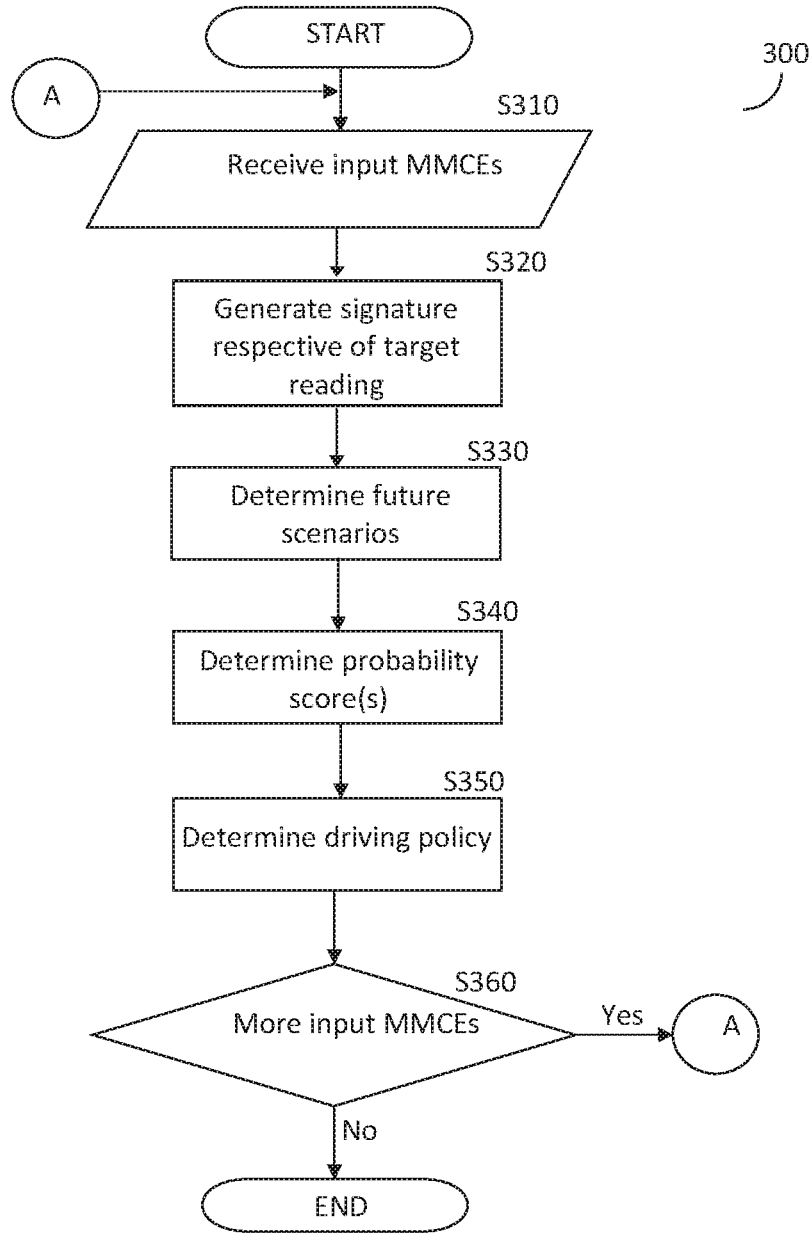 START
300
A
S310
Receive input MMCEs
S320
Generate signature
respective of target
reading
S330
Determine future
scenarios
S340
Determine probability
score(s)
S350
Determine driving policy
S360
More input MMCEs
Yes
A
No
END